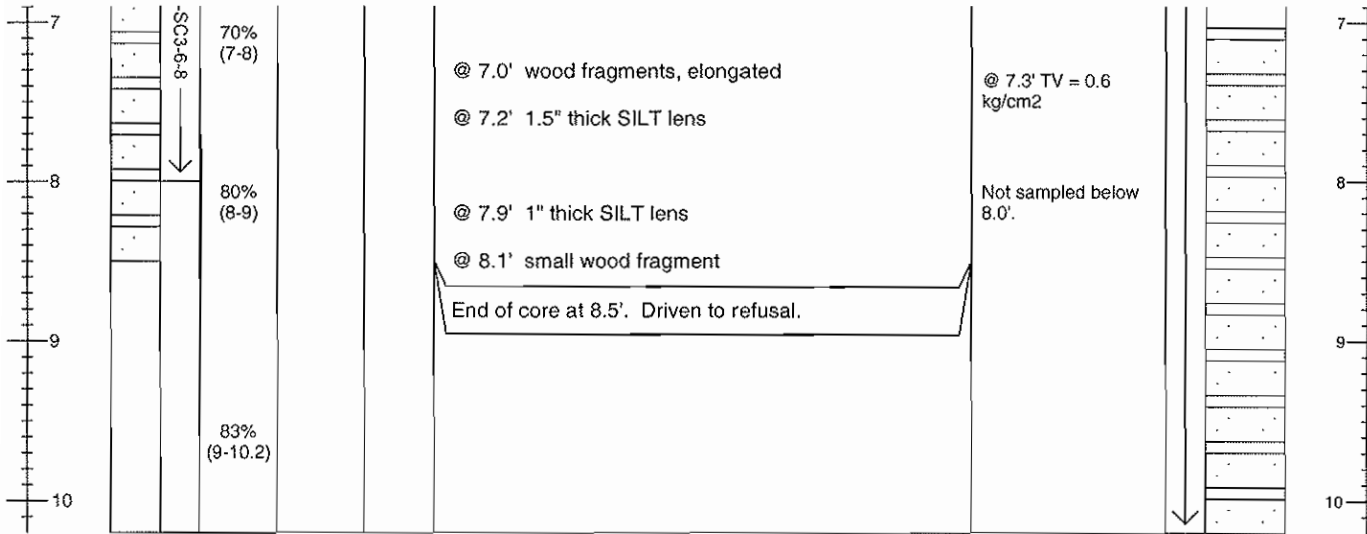 7
-SC3-6-8
70%
(7-8)
@ 7.0' wood fragments, elongated
@ 7.3' TV = 0.6
kg/cm2
7
@ 7.2' 1.5" thick SILT lens
8
80%
(8-9)
@ 7.9' 1" thick SILT lens
Not sampled below
8.0'.
8
@ 8.1' small wood fragment
End of core at 8.5'. Driven to refusal.
9
9
83%
(9-10.2)
10
10